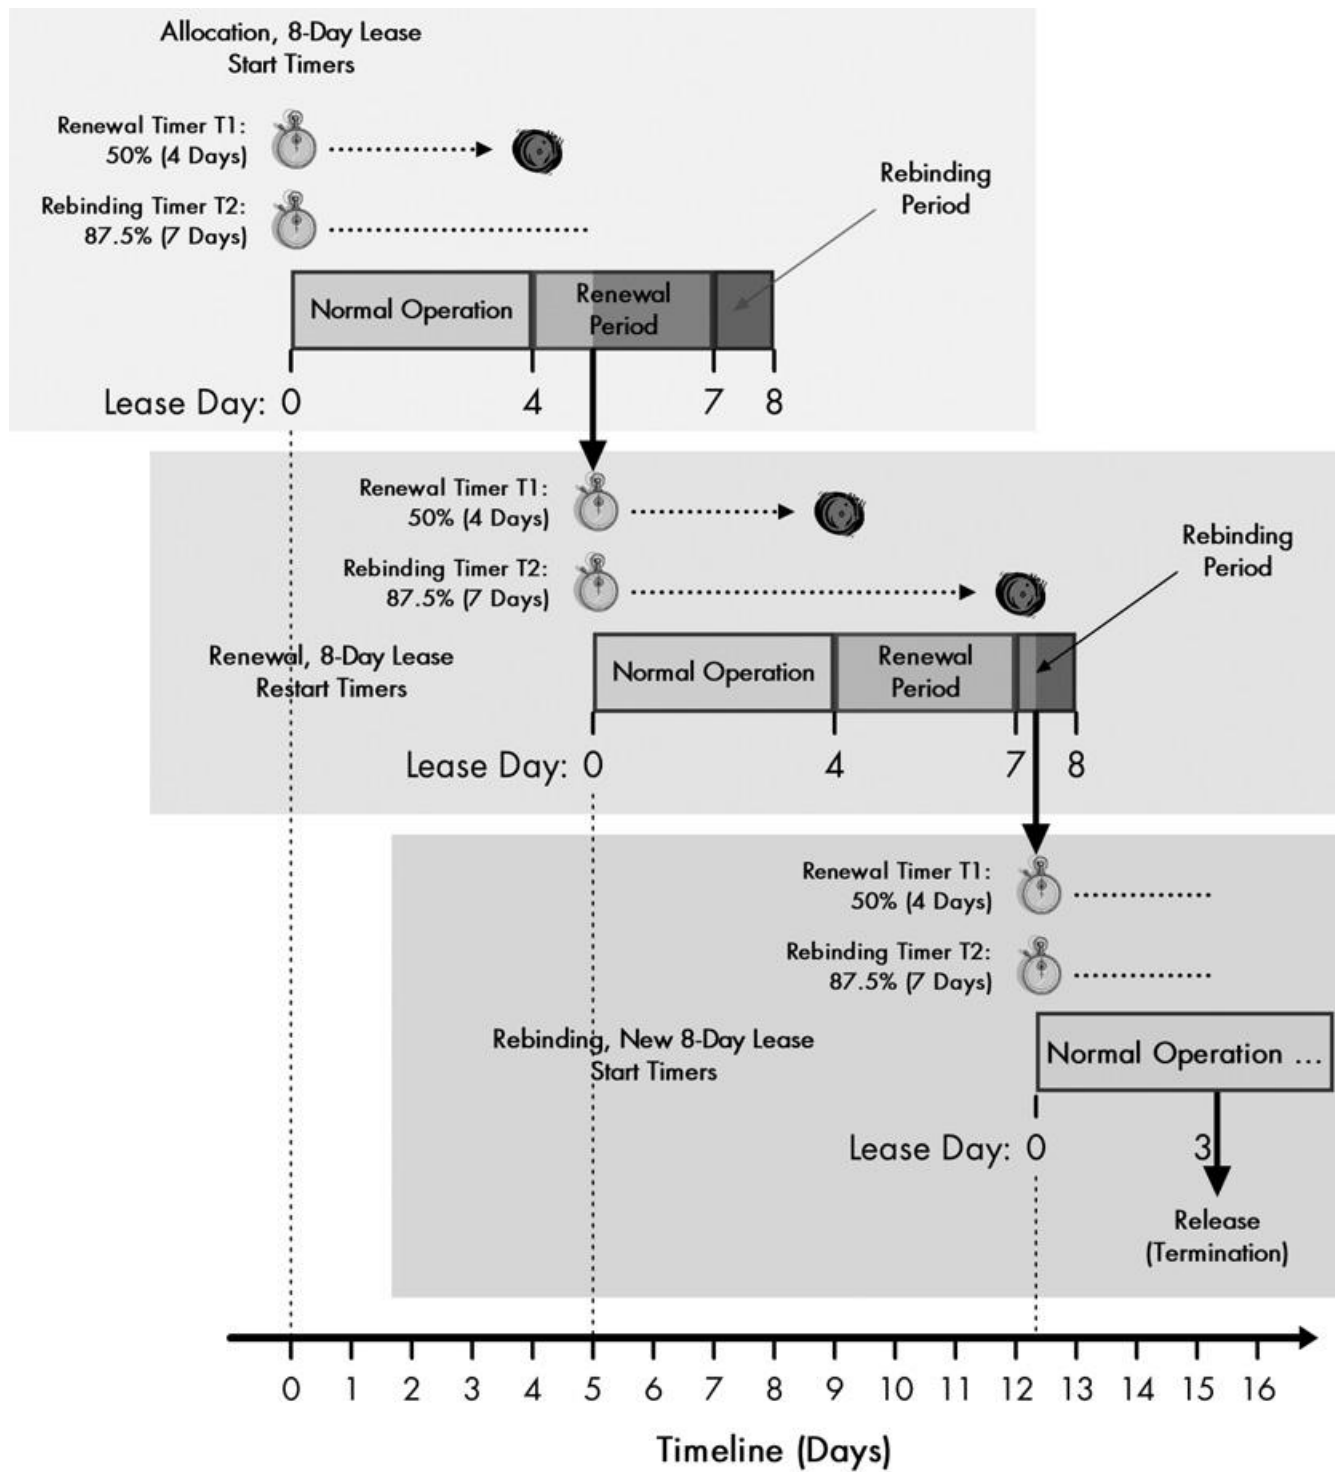 Allocation, 8-Day Lease
Start Timers
Renewal Timer T1:
50% (4 Days)
Rebinding Timer T2:
87.5% (7 Days)
Rebinding
Period
Normal Operation
Renewal
Period
Lease Day: 0 4 7 8
Renewal Timer T1:
50% (4 Days)
Rebinding Timer T2:
87.5% (7 Days)
Rebinding
Period
Renewal, 8-Day Lease
Restart Timers
Normal Operation
Renewal
Period
Lease Day: 0 4 7 8
Renewal Timer T1:
50% (4 Days)
Rebinding Timer T2:
87.5% (7 Days)
Rebinding, New 8-Day Lease
Start Timers
Normal Operation ...
Lease Day: 0 3
Release
(Termination)
0 1 2 3 4 5 6 7 8 9 10 11 12 13 14 15 16
Timeline (Days)